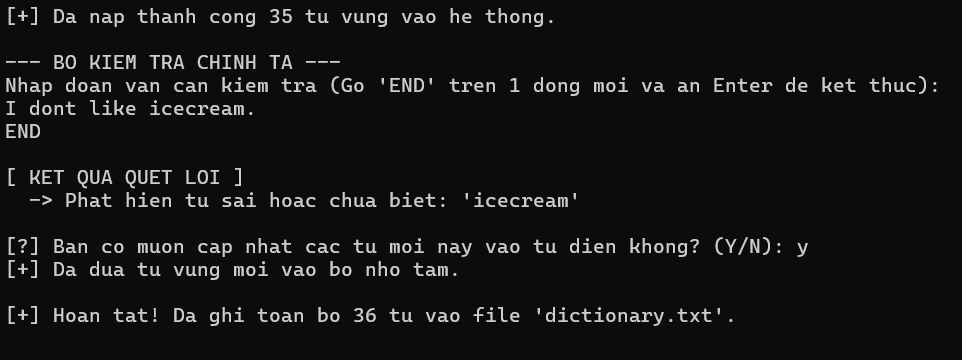 [+] Da nap thanh cong 35 tu vung vao he thong.
--- BO KIEM TRA CHINH TA ---
Nhap doan van can kiem tra (Go 'END' tren 1 dong moi va an Enter de ket thuc):
I dont like icecream.
END
[ KET QUA QUET LOI ]
-> Phat hien tu sai hoac chua biet: 'icecream'
[?] Ban co muon cap nhat cac tu moi nay vao tu dien khong? (Y/N): y
[+] Da dua tu vung moi vao bo nho tam.
[+] Hoan tat! Da ghi toan bo 36 tu vao file 'dictionary.txt'.